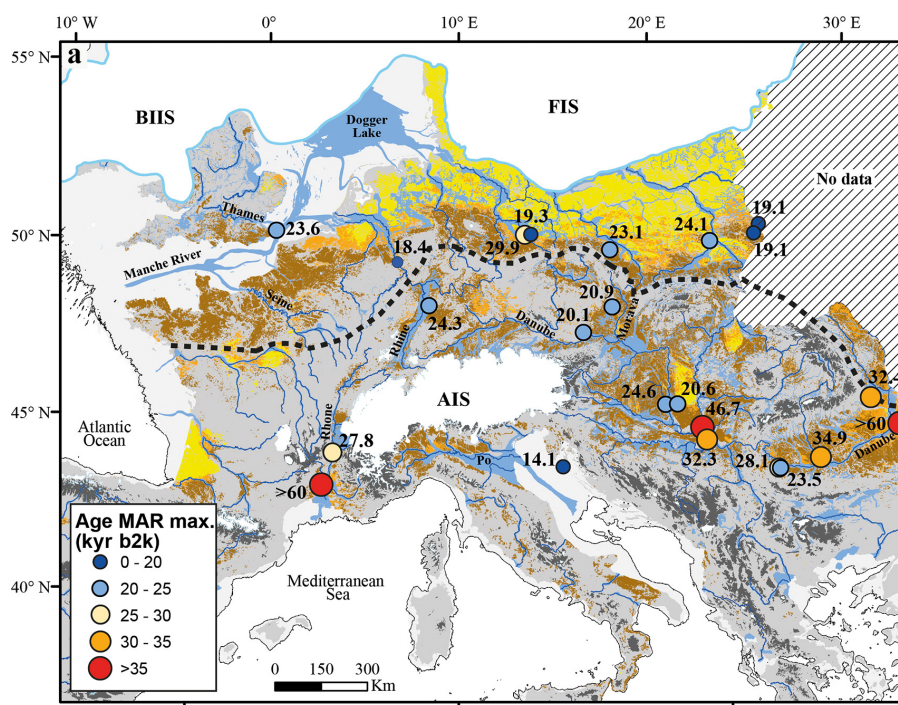 10° W 0° 10° E 20° E 30° E
a
55° N
50° N
45° N
40° N
BIIS
FIS
Dogger
Lake
No data
Thames
23.6
Manche River
Seine
18.4
19.3
29.9
23.1
24.1
19.1
19.1
Rhine
24.3
Danube
20.9
20.1
Morava
AIS
Atlantic
Ocean
Rhone
27.8
>60
Po
14.1
24.6
20.6
46.7
32.3
28.1
23.5
34.9
32.
>60
Danube
Mediterranean
Sea
Age MAR max.
(kyr b2k)
0 - 20
20 - 25
25 - 30
30 - 35
>35
0 150 300
Km